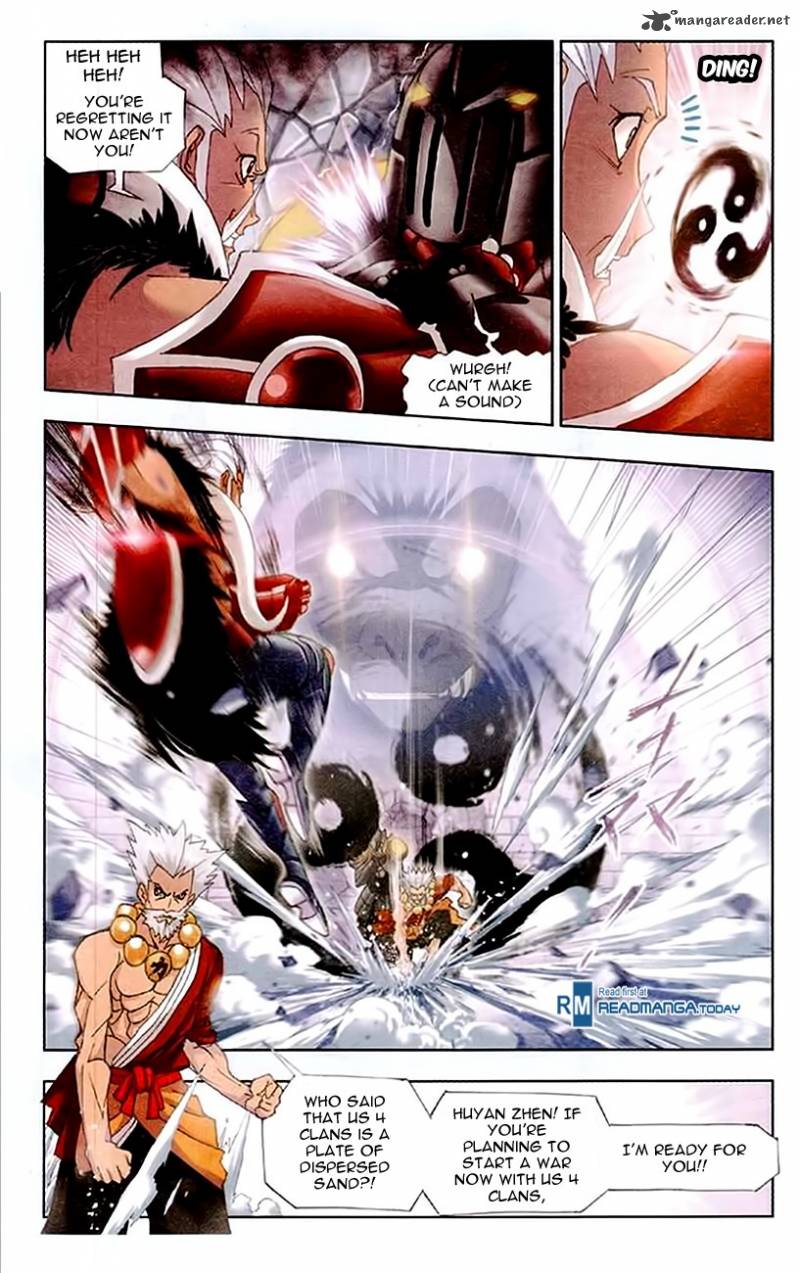 mangareader.net
HEH HEH
HEH!
YOU'RE
REGRETTING IT
NOW AREN'T
YOU!
DING!
WURGH!
(CAN'T MAKE
A SOUND)
力
RM
Read first at
READMANGA.TODAY
WHO SAID
THAT US 4
CLANS IS A
PLATE OF
DISPERSED
SAND?!
HUYAN ZHEN! IF
YOU'RE
PLANNING TO
START A WAR
NOW WITH US 4
CLANS,
I'M READY FOR
YOU!!